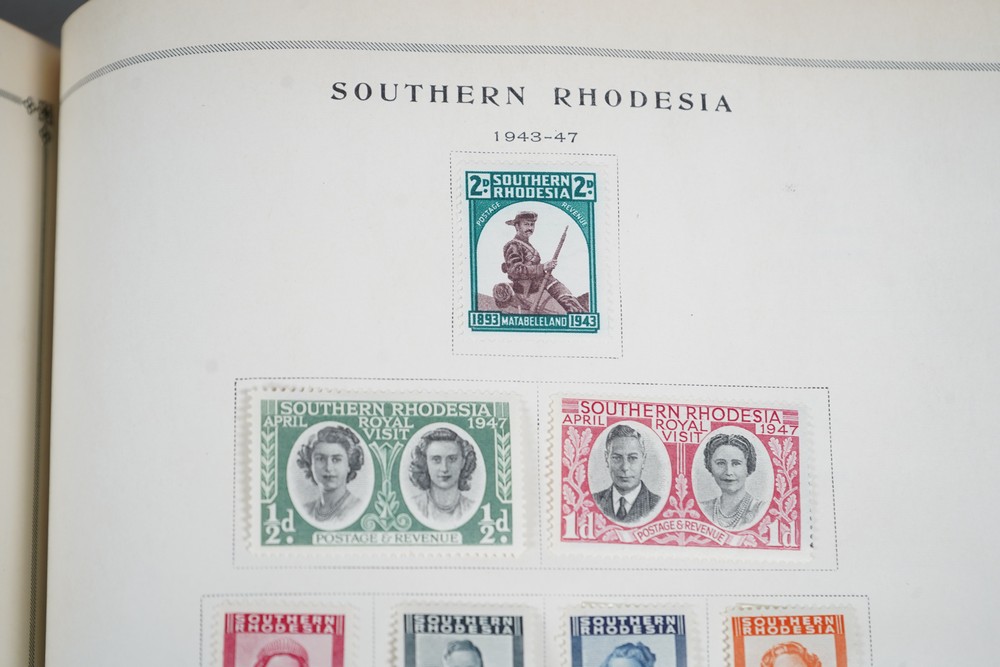 SOUTHERN RHODESIA
1943-47
2D SOUTHERN RHODESIA 2D
POSTAGE REVENUE
1893 MATABELELAND 1943
SOUTHERN RHODESIA
APRIL ROYAL VISIT 1947
½d. ½d.
POSTAGE & REVENUE
SOUTHERN RHODESIA
APRIL ROYAL VISIT 1947
1d 1d
POSTAGE & REVENUE
SOUTHERN RHODESIA
SOUTHERN RHODESIA
SOUTHERN RHODESIA
SOUTHERN RHODESIA